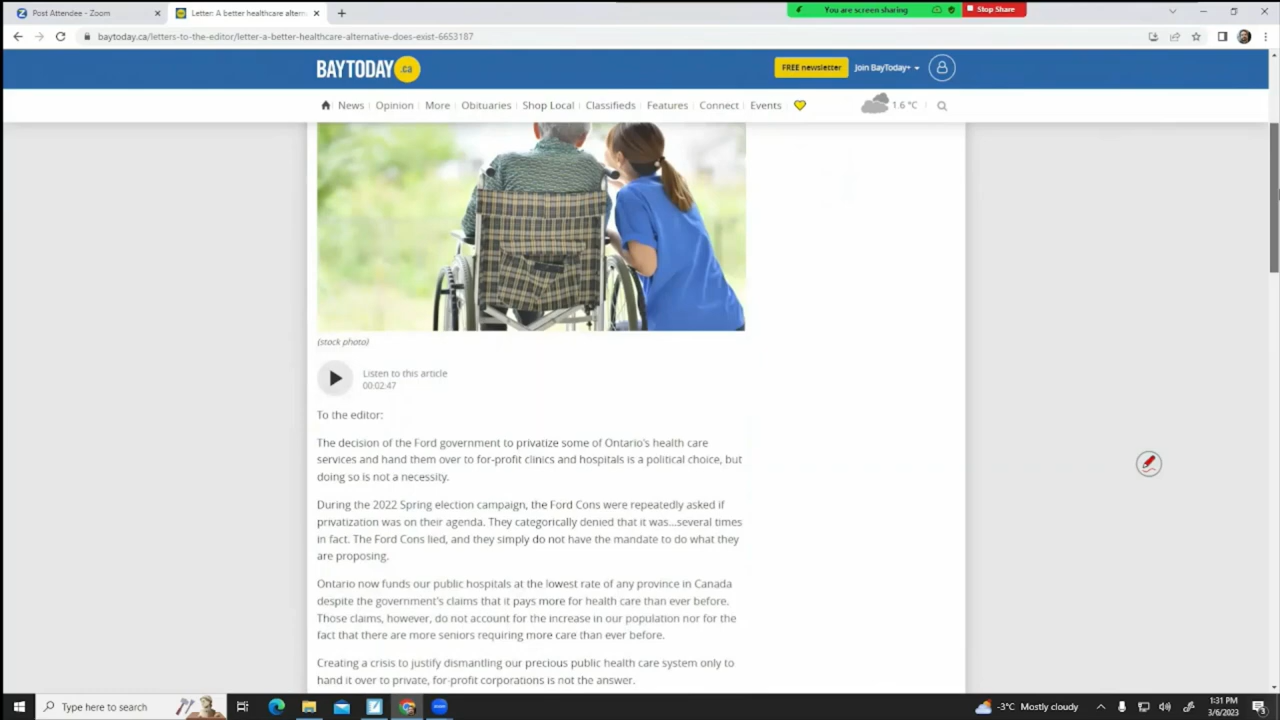 Post Attendee - Zoom
Letter: A better healthcare altern
You are screen sharing
Stop Share
baytoday.ca/letters-to-the-editor/letter-a-better-healthcare-alternative-does-exist-6653187
BAYTODAY.ca
FREE newsletter
Join BayToday+
News
Opinion
More
Obituaries
Shop Local
Classifieds
Features
Connect
Events
1.6 °C
(stock photo)
Listen to this article
00:02:47
To the editor:
The decision of the Ford government to privatize some of Ontario's health care
services and hand them over to for-profit clinics and hospitals is a political choice, but
doing so is not a necessity.
During the 2022 Spring election campaign, the Ford Cons were repeatedly asked if
privatization was on their agenda. They categorically denied that it was...several times
in fact. The Ford Cons lied, and they simply do not have the mandate to do what they
are proposing.
Ontario now funds our public hospitals at the lowest rate of any province in Canada
despite the government's claims that it pays more for health care than ever before.
Those claims, however, do not account for the increase in our population nor for the
fact that there are more seniors requiring more care than ever before.
Creating a crisis to justify dismantling our precious public health care system only to
hand it over to private, for-profit corporations is not the answer.
Type here to search
-3°C Mostly cloudy
1:31 PM
3/6/2023